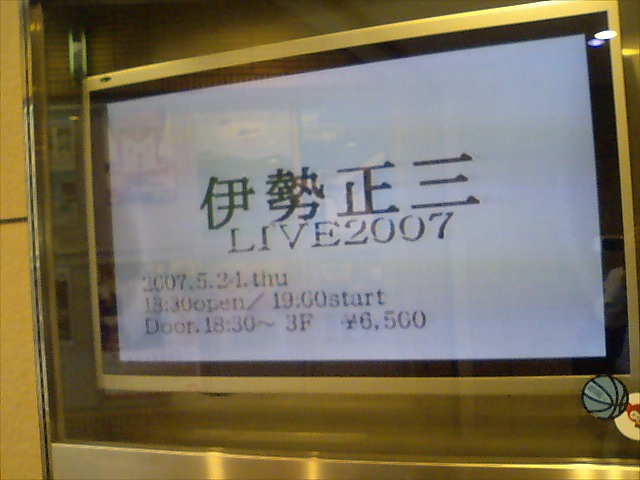 伊勢正三
LIVE2007
2007.5.24.thu
18:30open/ 19:00start
Door.18:30～ 3F ¥6,500